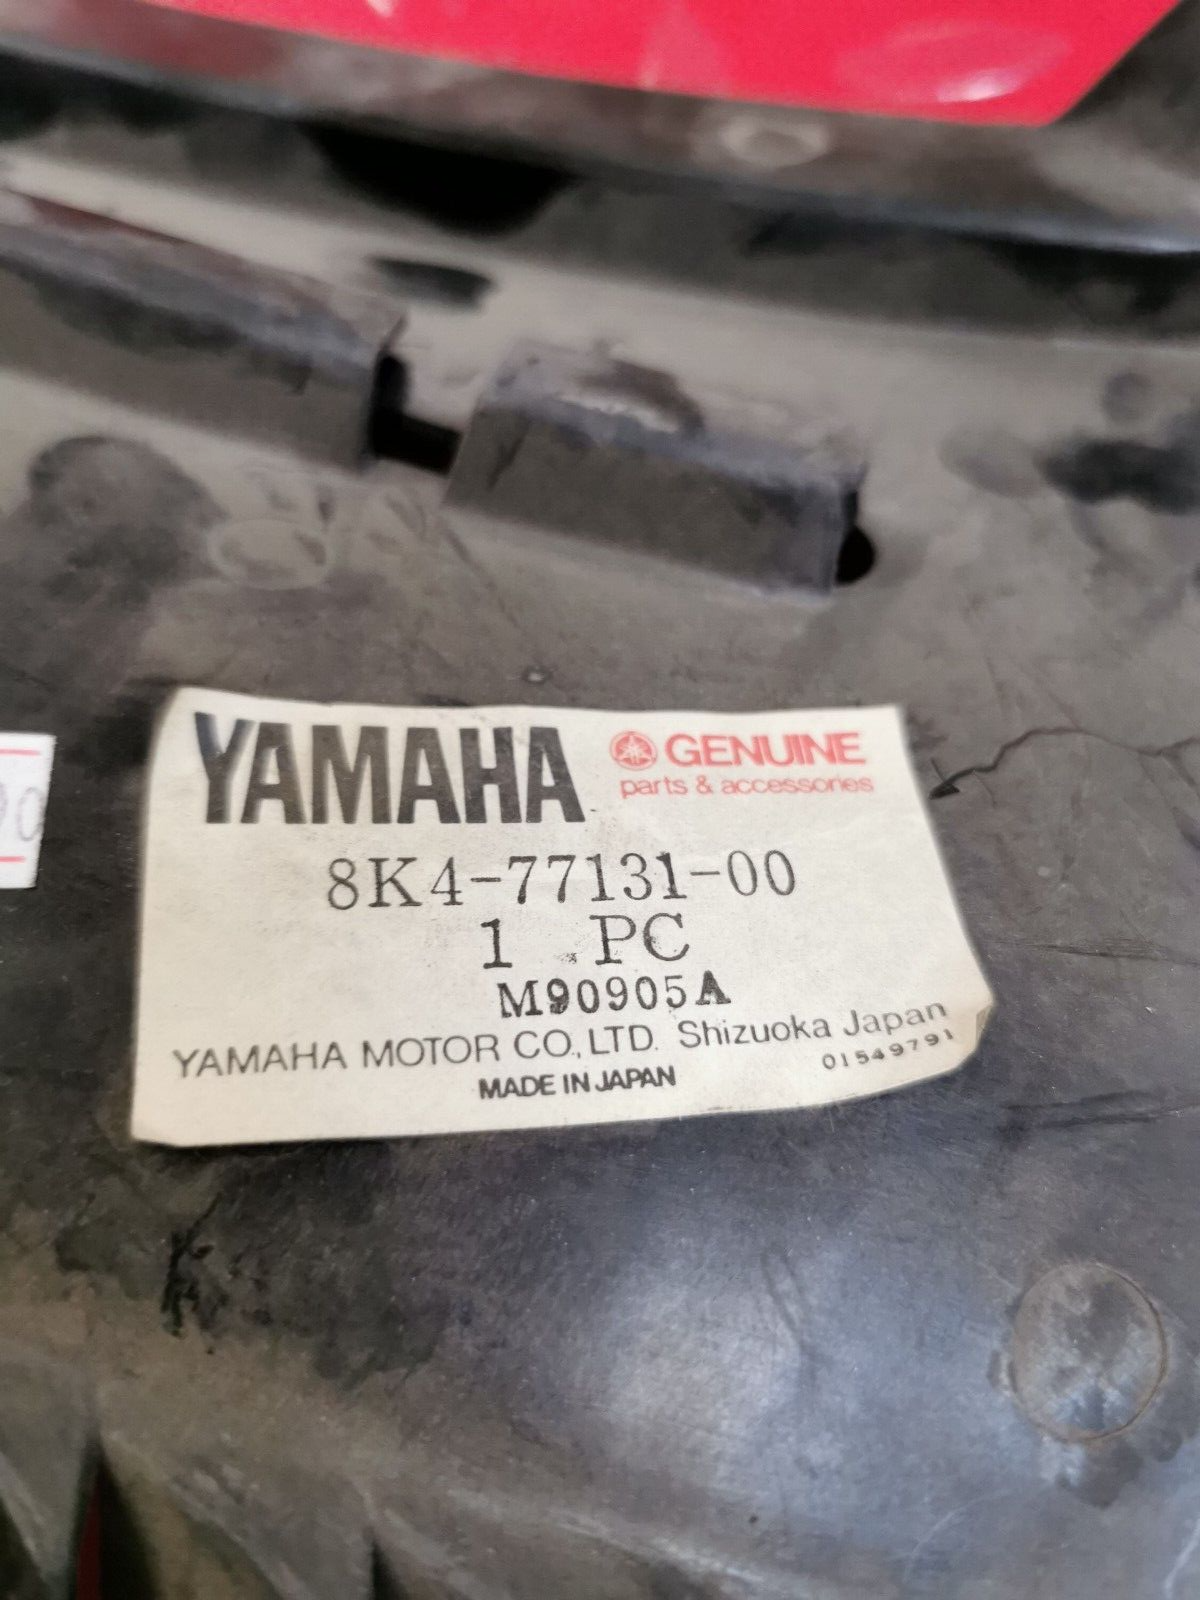 YAMAHA
GENUINE
parts & accessories
8K4-77131-00
1 PC
M90905A
YAMAHA MOTOR CO., LTD. Shizuoka Japan
01549791
MADE IN JAPAN